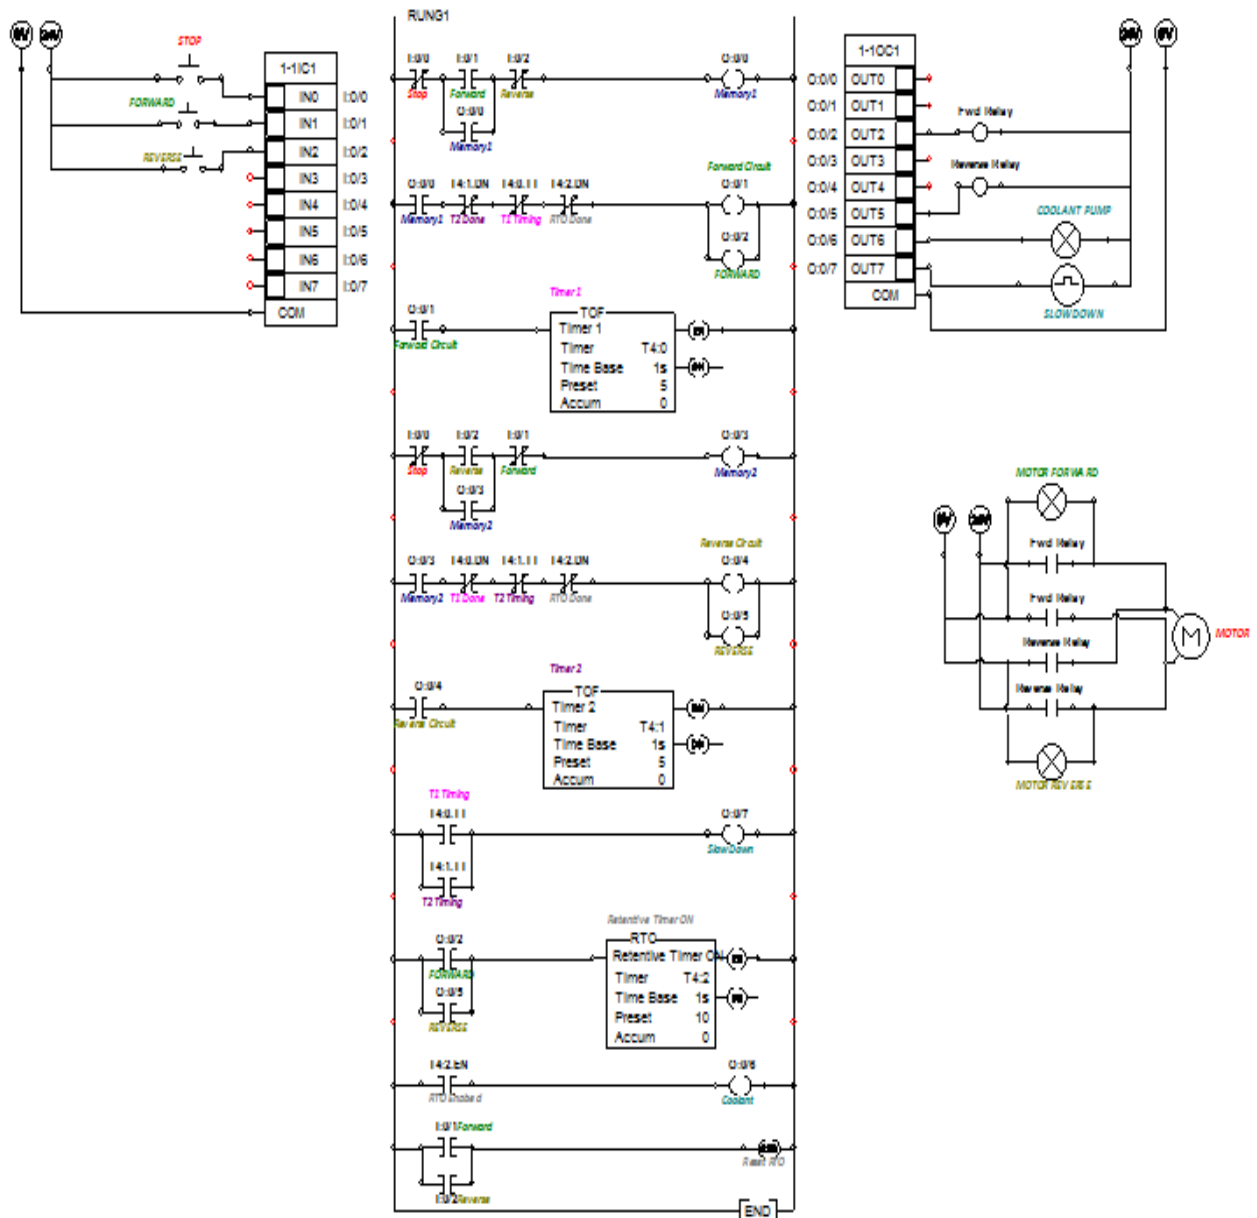 RUNG1
0V 24V
STOP
FORWARD
REVERSE
1-1IC1
IN0 I:0/0
IN1 I:0/1
IN2 I:0/2
IN3 I:0/3
IN4 I:0/4
IN5 I:0/5
IN6 I:0/6
IN7 I:0/7
COM
I:0/0 I:0/1 I:0/2 O:0/0
Stop Forward Reverse Memory1
O:0/0
Memory1
Forward Circuit
O:0/0 T4:1.DN T4:0.TT T4:2.DN O:0/1
Memory1 T2 Done T1 Timing RTO Done
O:0/2
FORWARD
Timer 1
O:0/1
Forward Circuit
TOF
Timer 1
Timer T4:0
Time Base 1s
Preset 5
Accum 0
EN
DN
I:0/0 I:0/2 I:0/1 O:0/3
Stop Reverse Forward Memory2
O:0/3
Memory2
Reverse Circuit
O:0/3 T4:0.DN T4:1.TT T4:2.DN O:0/4
Memory2 T1 Done T2 Timing RTO Done
O:0/5
REVERSE
Timer 2
O:0/4
Reverse Circuit
TOF
Timer 2
Timer T4:1
Time Base 1s
Preset 5
Accum 0
EN
DN
T1 Timing
T4:0.TT O:0/7
SlowDown
T4:1.TT
T2 Timing
Retentive Timer ON
O:0/2
FORWARD
O:0/5
REVERSE
RTO
Retentive Timer ON
Timer T4:2
Time Base 1s
Preset 10
Accum 0
EN
DN
T4:2.EN O:0/6
RTO Enabed Coolant
I:0/1 Forward
Reset RTO
I:0/2 Reverse
END
24V 0V
1-1OC1
O:0/0 OUT0
O:0/1 OUT1
O:0/2 OUT2
O:0/3 OUT3
O:0/4 OUT4
O:0/5 OUT5
O:0/6 OUT6
O:0/7 OUT7
COM
Fwd Relay
Reverse Relay
COOLANT PUMP
SLOWDOWN
MOTOR FORWARD
0V 24V
Fwd Relay
Fwd Relay
Reverse Relay
Reverse Relay
M
MOTOR
MOTOR REVERSE